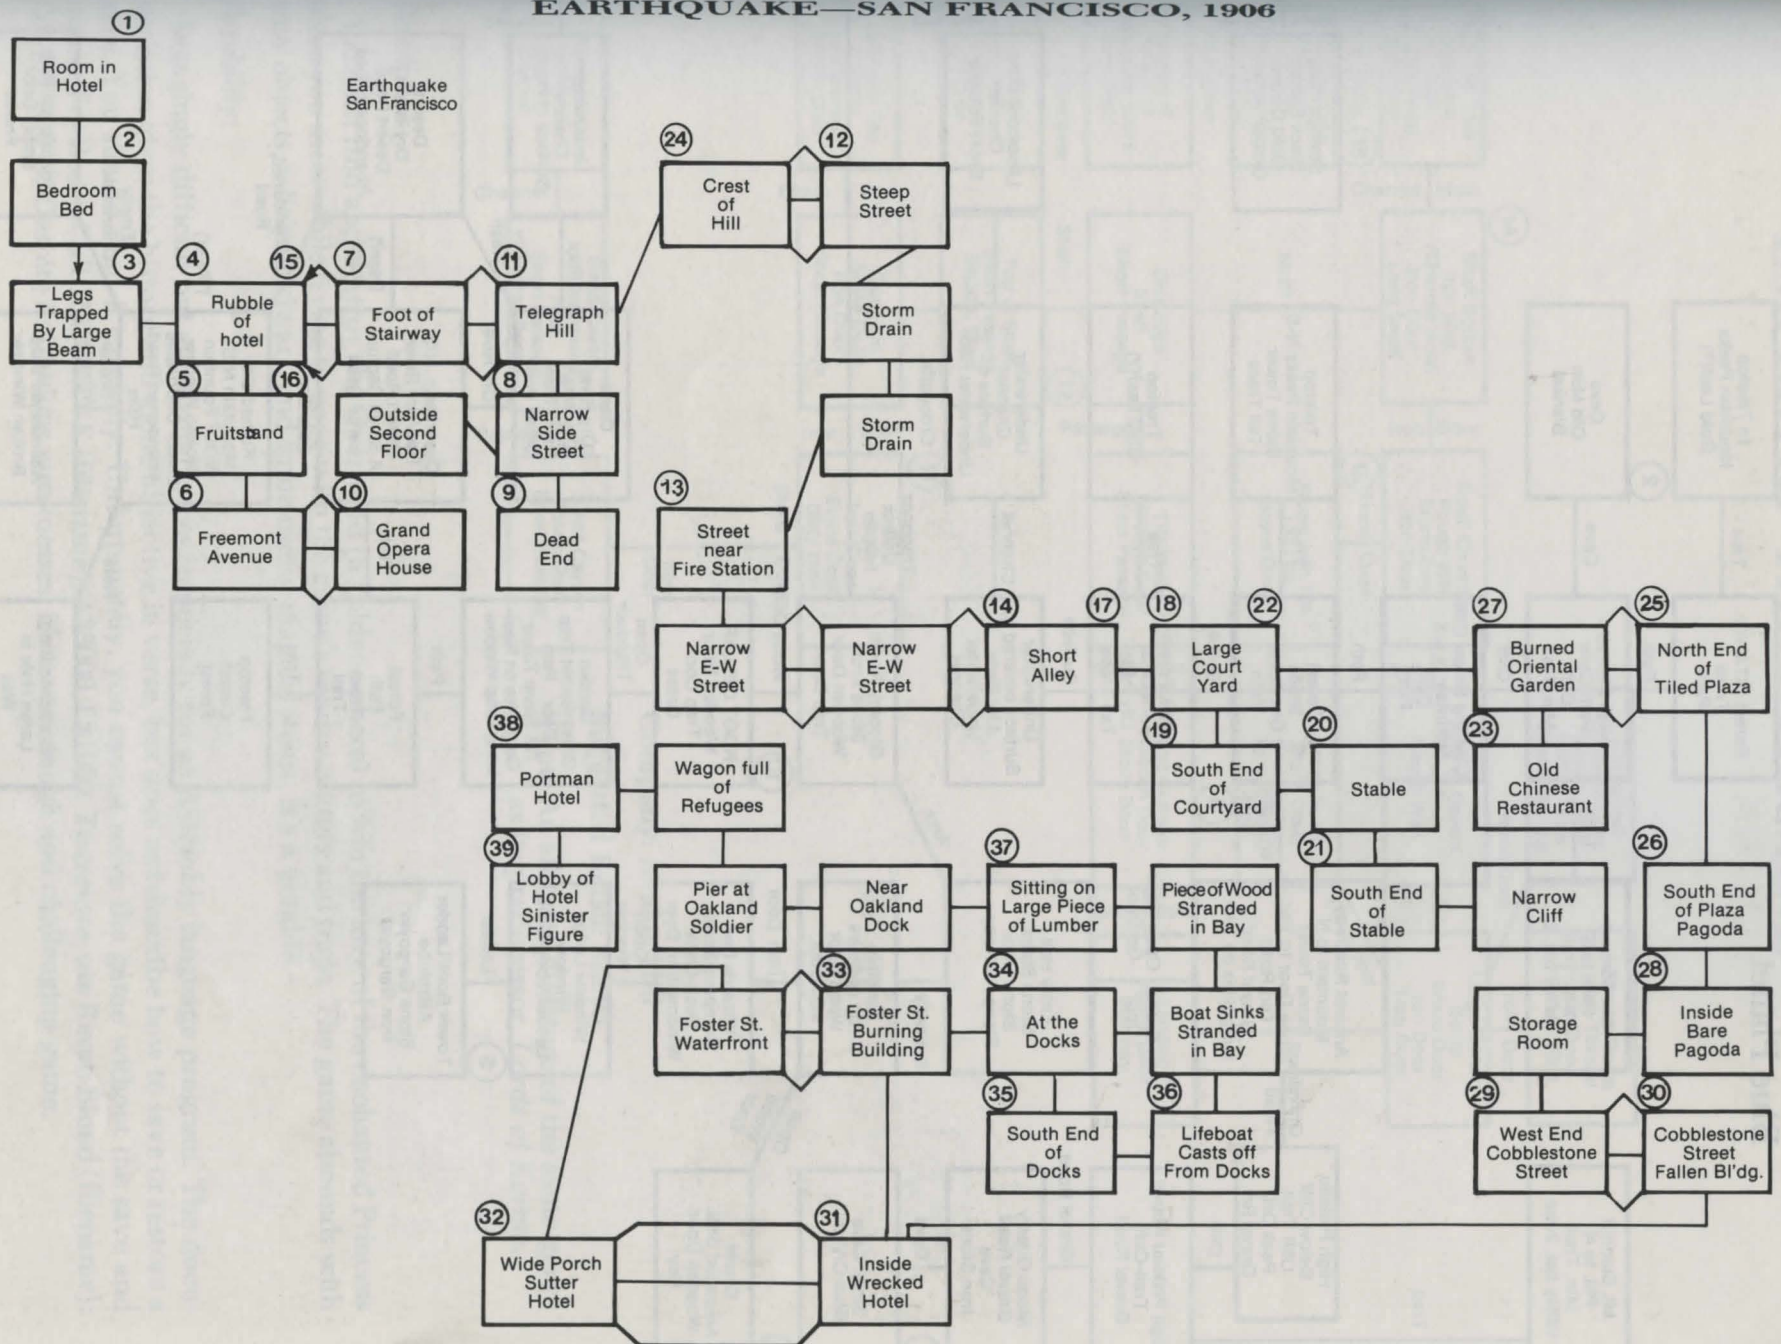 EARTHQUAKE—SAN FRANCISCO, 1906
1
Room in
Hotel
Earthquake
San Francisco
2
Bedroom
Bed
24
Crest
of
Hill
12
Steep
Street
3
Legs
Trapped
By Large
Beam
4
15
Rubble
of
hotel
7
Foot of
Stairway
11
Telegraph
Hill
Storm
Drain
5
16
Fruitstand
Outside
Second
Floor
8
Narrow
Side
Street
Storm
Drain
6
Freemont
Avenue
10
Grand
Opera
House
9
Dead
End
13
Street
near
Fire Station
Narrow
E-W
Street
Narrow
E-W
Street
14
17
Short
Alley
18
22
Large
Court
Yard
27
Burned
Oriental
Garden
25
North End
of
Tiled Plaza
38
Portman
Hotel
Wagon full
of
Refugees
19
South End
of
Courtyard
20
Stable
23
Old
Chinese
Restaurant
39
Lobby of
Hotel
Sinister
Figure
Pier at
Oakland
Soldier
Near
Oakland
Dock
37
Sitting on
Large Piece
of Lumber
Piece of Wood
Stranded
in Bay
21
South End
of
Stable
Narrow
Cliff
26
South End
of Plaza
Pagoda
Foster St.
Waterfront
33
Foster St.
Burning
Building
34
At the
Docks
Boat Sinks
Stranded
in Bay
Storage
Room
28
Inside
Bare
Pagoda
35
South End
of
Docks
36
Lifeboat
Casts off
From Docks
29
West End
Cobblestone
Street
30
Cobblestone
Street
Fallen Bl'dg.
32
Wide Porch
Sutter
Hotel
31
Inside
Wrecked
Hotel